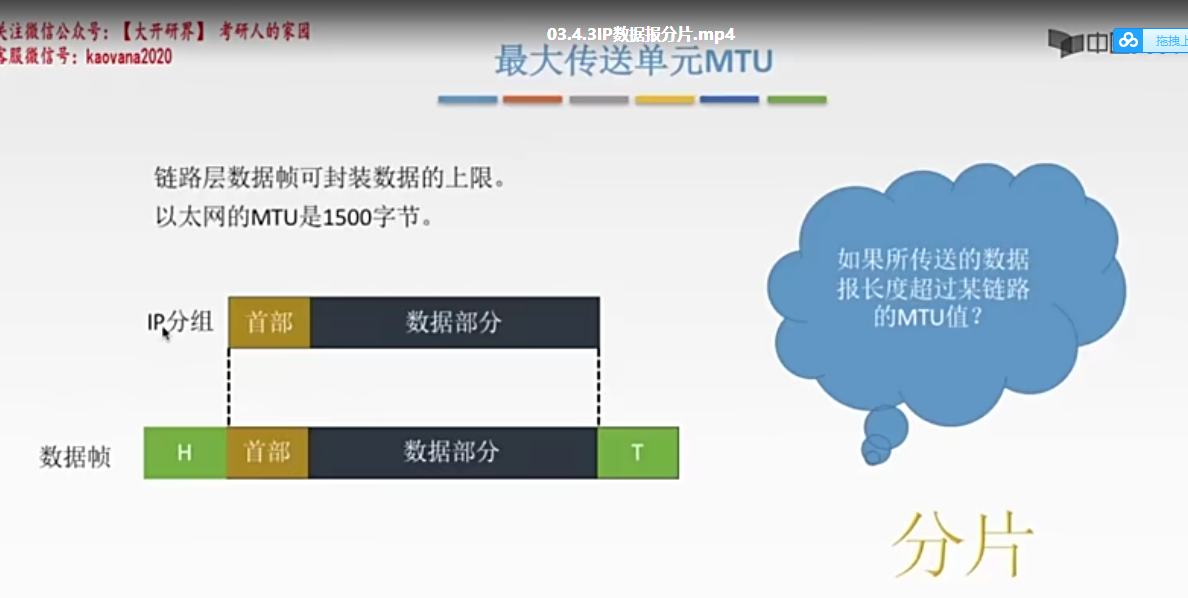 关注微信公众号：【大开研界】 考研人的家园
客服微信号：kaovana2020
03.4.3IP数据报分片.mp4
最大传送单元MTU
中
拖拽上
链路层数据帧可封装数据的上限。
以太网的MTU是1500字节。
如果所传送的数据
报长度超过某链路
的MTU值？
IP分组
首部
数据部分
数据帧
H
首部
数据部分
T
分片